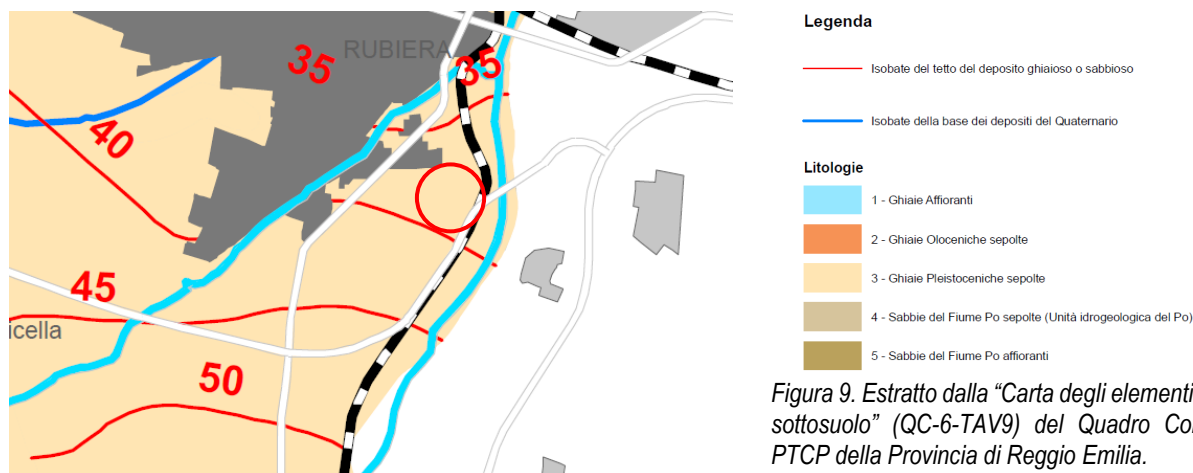 RUBIERA
35
35
40
45
icella
50
Legenda
Isobate del tetto del deposito ghiaioso o sabbioso
Isobate della base dei depositi del Quaternario
Litologie
1 - Ghiaie Affioranti
2 - Ghiaie Oloceniche sepolte
3 - Ghiaie Pleistoceniche sepolte
4 - Sabbie del Fiume Po sepolte (Unità idrogeologica del Po)
5 - Sabbie del Fiume Po affioranti
Figura 9. Estratto dalla “Carta degli elementi
sottosuolo” (QC-6-TAV9) del Quadro Co
PTCP della Provincia di Reggio Emilia.